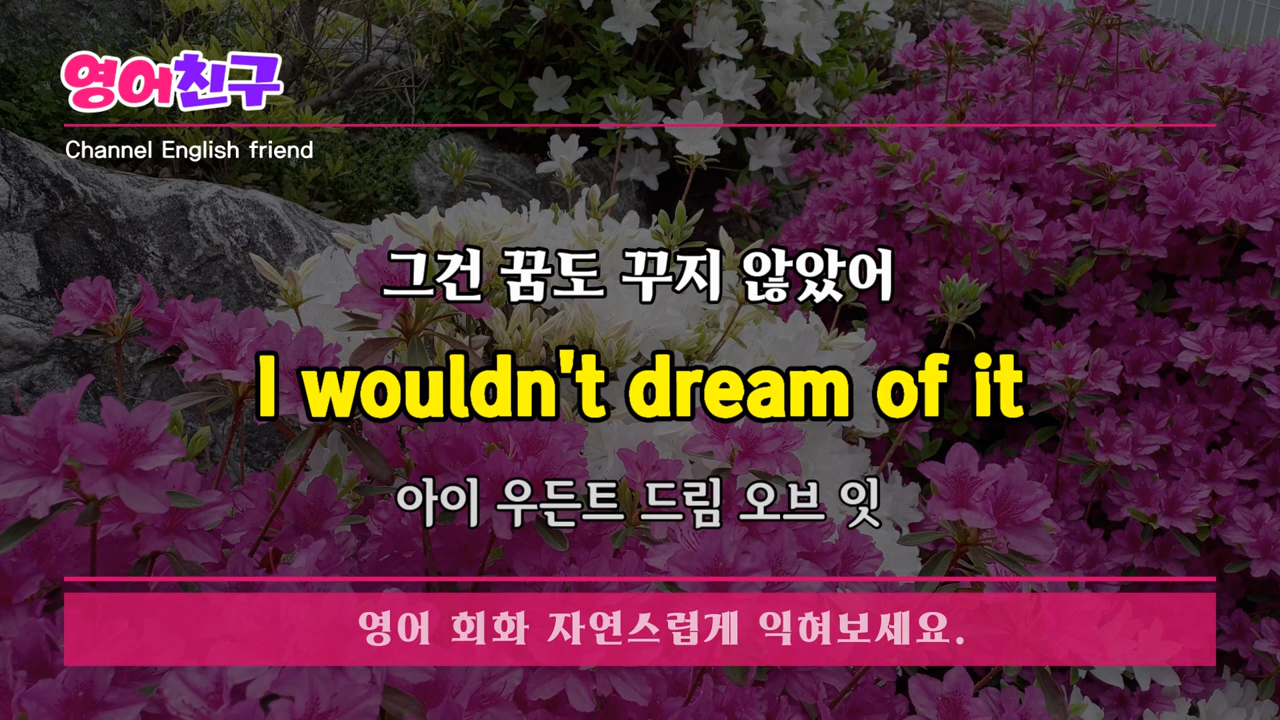 영어친구
Channel English friend
그건 꿈도 꾸지 않았어
I wouldn't dream of it
아이 우든트 드림 오브 잇
영어 회화 자연스럽게 익혀보세요.